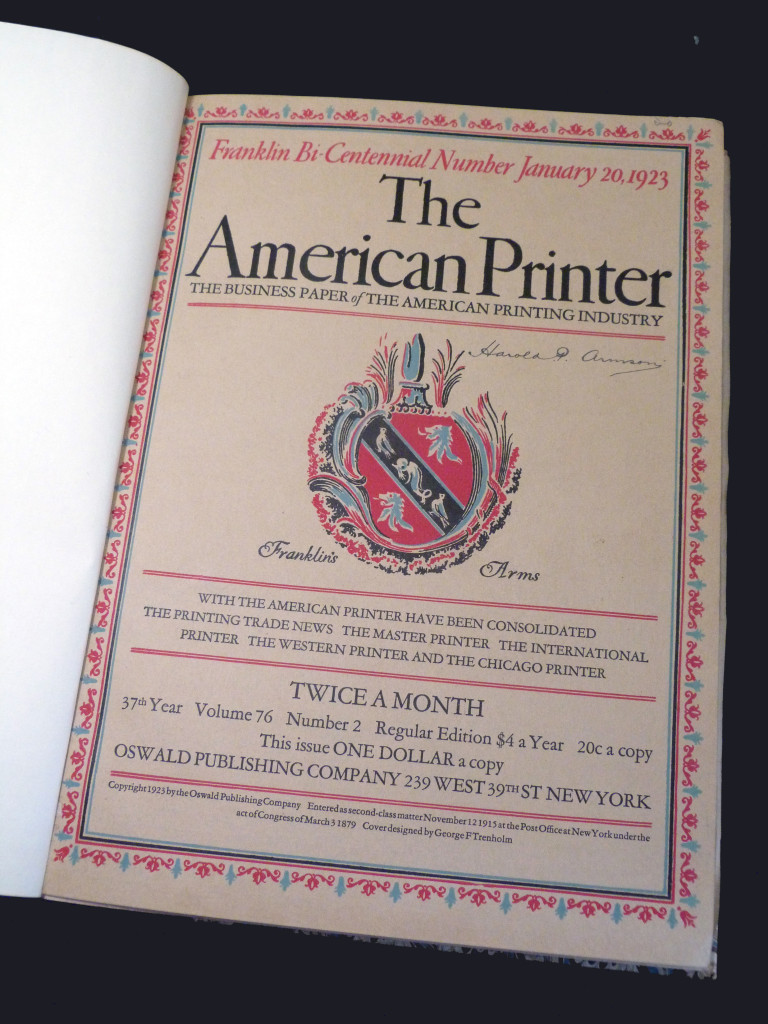 Franklin Bi-Centennial Number January 20, 1923
The
American Printer
THE BUSINESS PAPER of THE AMERICAN PRINTING INDUSTRY
Harold P.
Franklin's Arms
WITH THE AMERICAN PRINTER HAVE BEEN CONSOLIDATED
THE PRINTING TRADE NEWS THE MASTER PRINTER THE INTERNATIONAL
PRINTER THE WESTERN PRINTER AND THE CHICAGO PRINTER
TWICE A MONTH
37th Year Volume 76 Number 2 Regular Edition $4 a Year 20c a copy
This issue ONE DOLLAR a copy
OSWALD PUBLISHING COMPANY 239 WEST 39TH ST NEW YORK
Copyright 1923 by the Oswald Publishing Company Entered as second-class matter November 12 1915 at the Post Office at New York under the
act of Congress of March 3 1879 Cover designed by George F Trenholm